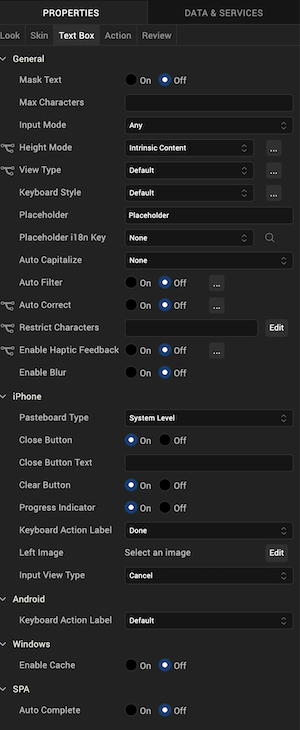 PROPERTIES DATA & SERVICES
Look Skin Text Box Action Review
General
Mask Text On Off
Max Characters
Input Mode Any
Height Mode Intrinsic Content ...
View Type Default ...
Keyboard Style Default ...
Placeholder Placeholder
Placeholder i18n Key None
Auto Capitalize None
Auto Filter On Off ...
Auto Correct On Off ...
Restrict Characters Edit
Enable Haptic Feedback On Off ...
Enable Blur On Off
iPhone
Pasteboard Type System Level
Close Button On Off
Close Button Text
Clear Button On Off
Progress Indicator On Off
Keyboard Action Label Done
Left Image Select an image Edit
Input View Type Cancel
Android
Keyboard Action Label Default
Windows
Enable Cache On Off
SPA
Auto Complete On Off